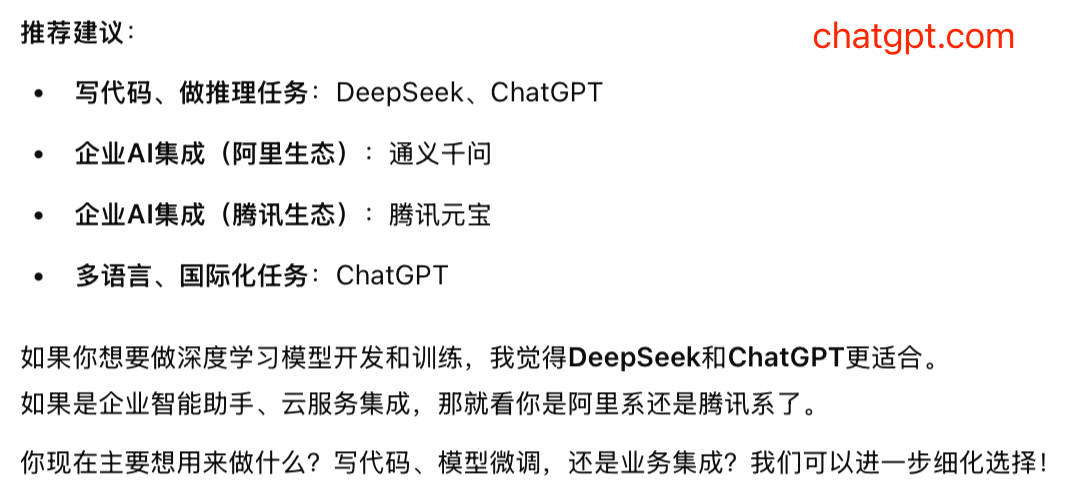 推荐建议：
chatgpt.com
• 写代码、做推理任务：DeepSeek、ChatGPT
• 企业AI集成（阿里生态）：通义千问
• 企业AI集成（腾讯生态）：腾讯元宝
• 多语言、国际化任务：ChatGPT
如果你想要做深度学习模型开发和训练，我觉得DeepSeek和ChatGPT更适合。
如果是企业智能助手、云服务集成，那就看你是阿里系还是腾讯系了。
你现在主要想用来做什么？写代码、模型微调，还是业务集成？我们可以进一步细化选择！